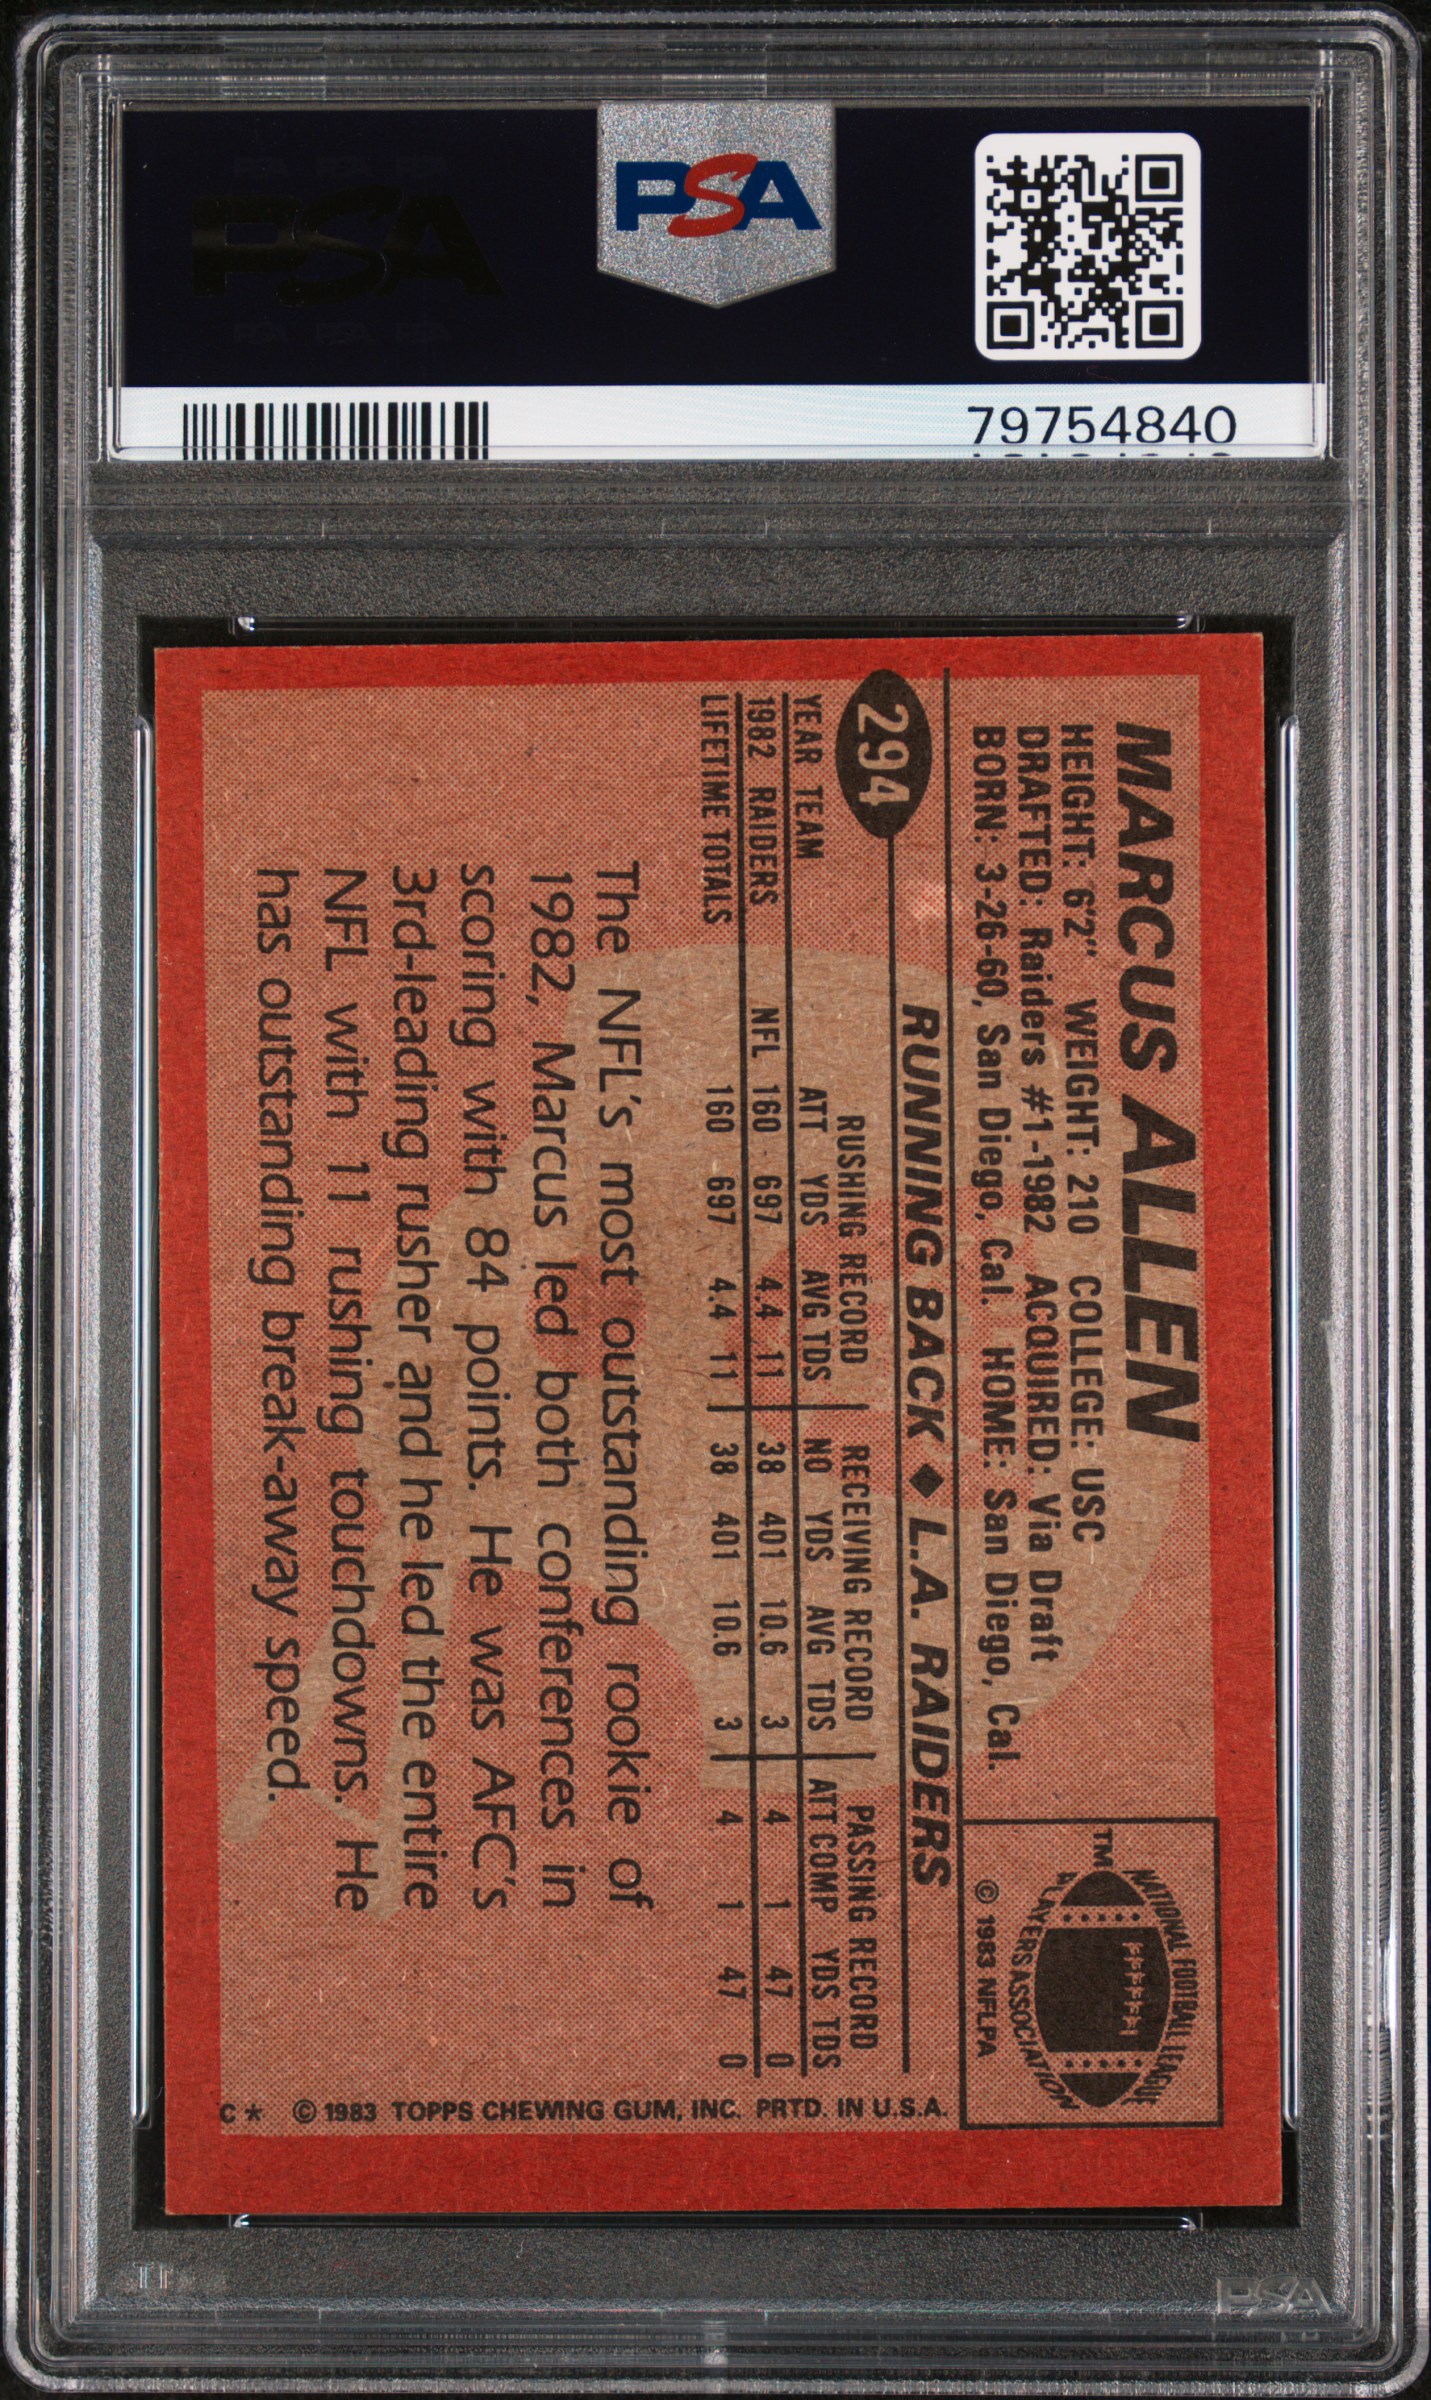 PSA
PSA
79754840
MARCUS ALLEN
HEIGHT: 6'2" WEIGHT: 210 COLLEGE: USC
DRAFTED: Raiders #1-1982 ACQUIRED: Via Draft
BORN: 3-26-60, San Diego, Cal. HOME: San Diego, Cal.
NATIONAL FOOTBALL LEAGUE
PLAYERS ASSOCIATION
TM
© 1983 NFLPA
294
RUNNING BACK ♦ L.A. RAIDERS
RUSHING RECORD RECEIVING RECORD PASSING RECORD
YEAR TEAM ATT YDS AVG TDS NO YDS AVG TDS ATT COMP YDS TDS
1982 RAIDERS NFL 160 697 4.4 11 38 401 10.6 3 4 1 47 0
LIFETIME TOTALS 160 697 4.4 11 38 401 10.6 3 4 1 47 0
The NFL's most outstanding rookie of
1982, Marcus led both conferences in
scoring with 84 points. He was AFC's
3rd-leading rusher and he led the entire
NFL with 11 rushing touchdowns. He
has outstanding break-away speed.
C* © 1983 TOPPS CHEWING GUM, INC. PRTD. IN U.S.A.
PSA